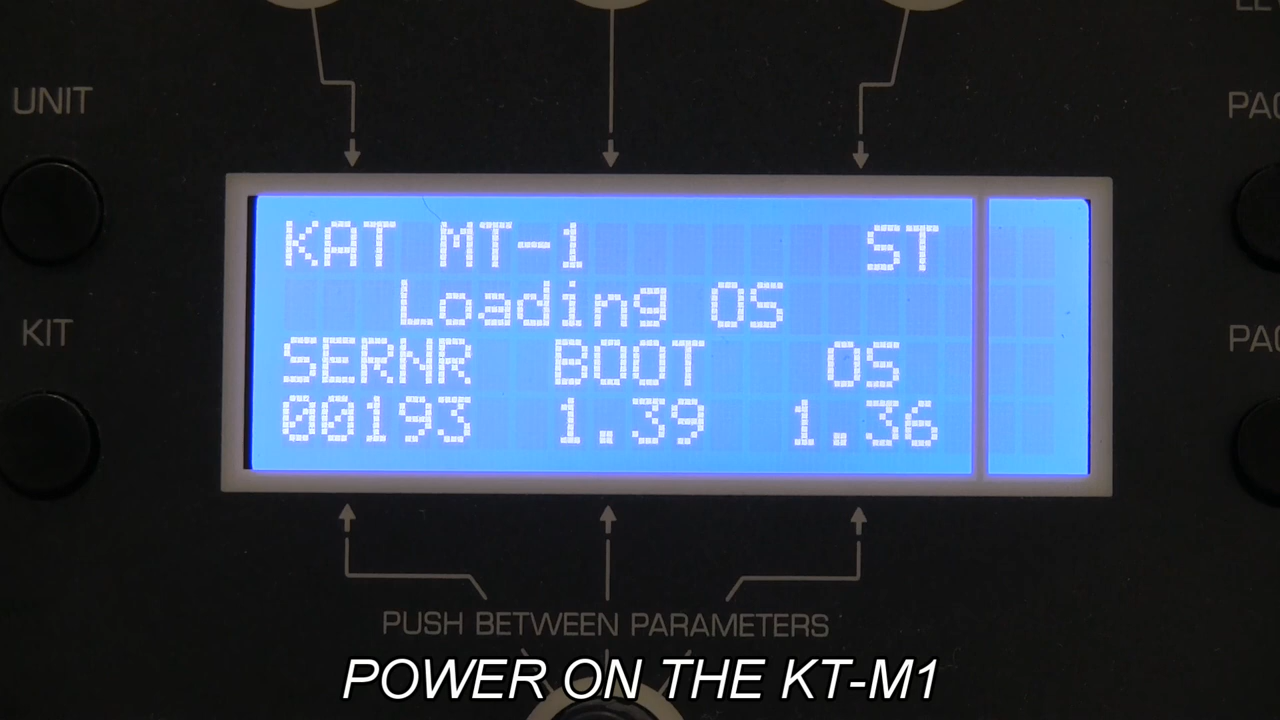 UNIT
KIT
KAT MT-1 ST
Loading OS
SERNR BOOT OS
00193 1.39 1.36
PUSH BETWEEN PARAMETERS
POWER ON THE KT-M1